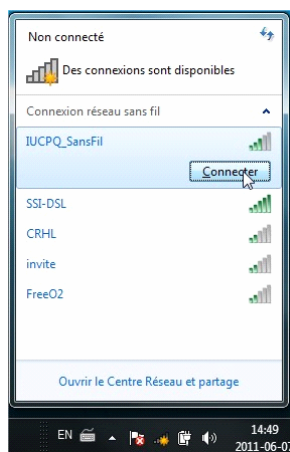 Non connecté
Des connexions sont disponibles
Connexion réseau sans fil
IUCPQ_SansFil
Connecter
SSI-DSL
CRHL
invite
FreeO2
Ouvrir le Centre Réseau et partage
EN
14:49
2011-06-07